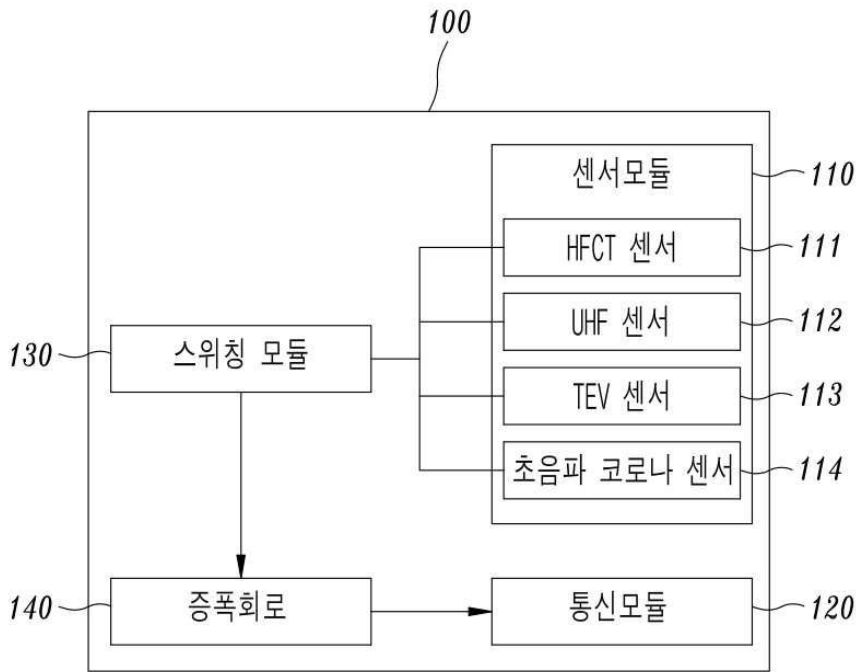 100
센서모듈
110
HFCT 센서
111
UHF 센서
112
130
스위칭 모듈
TEV 센서
113
초음파 코로나 센서
114
140
증폭회로
통신모듈
120